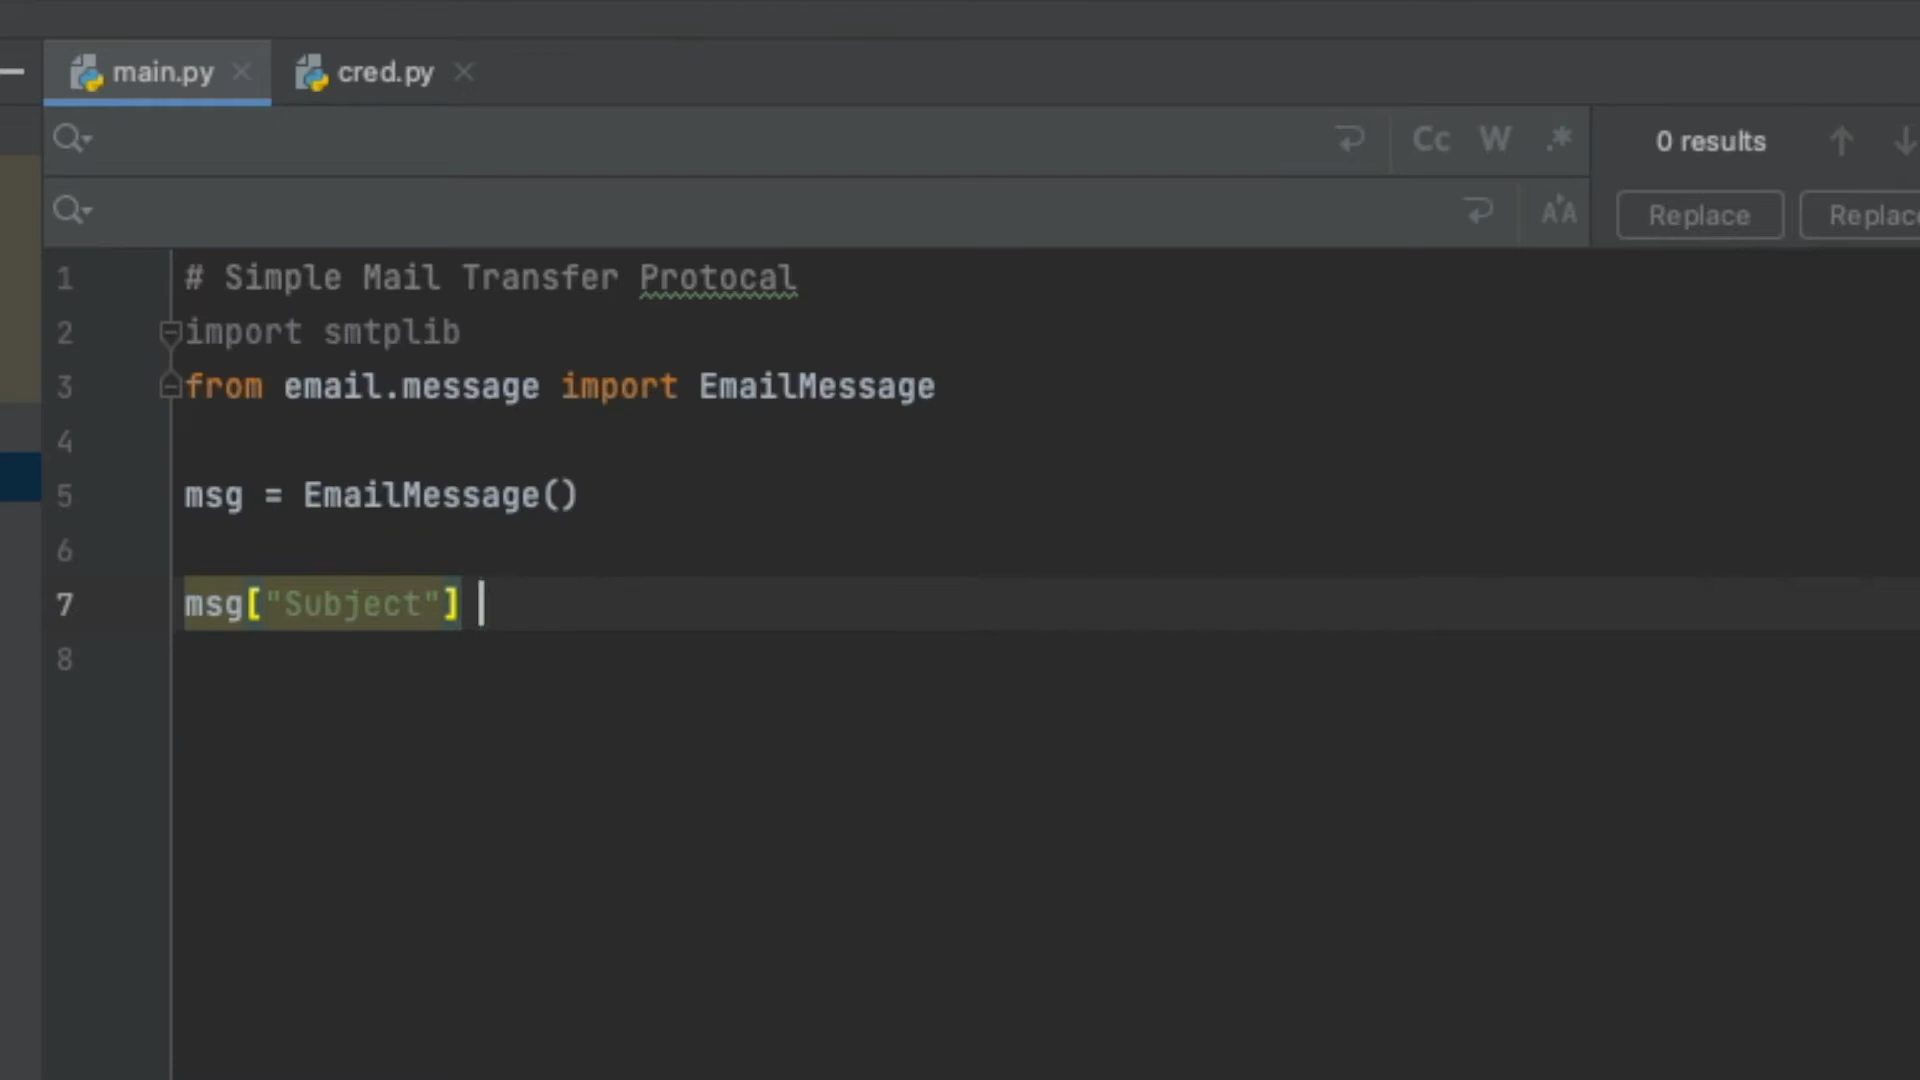 main.py cred.py
Cc W .* 0 results
Replace Replac
1 # Simple Mail Transfer Protocal
2 import smtplib
3 from email.message import EmailMessage
4
5 msg = EmailMessage()
6
7 msg["Subject"]
8